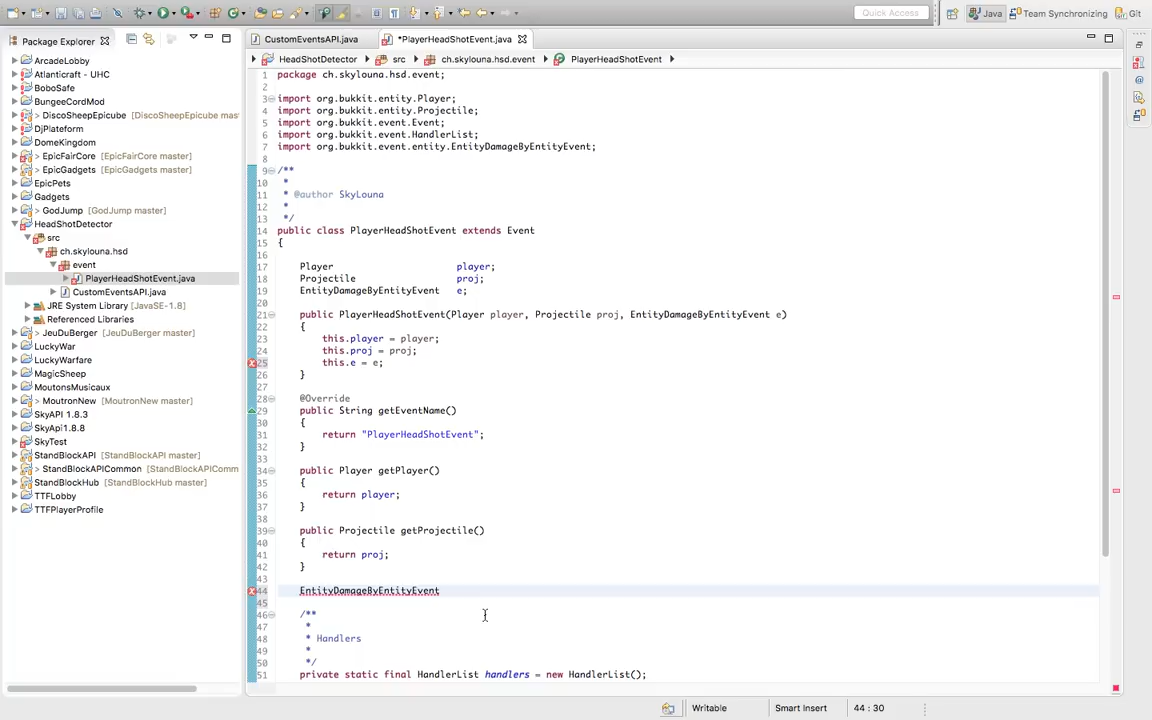 Quick Access
Java
Team Synchronizing
Git
Package Explorer
CustomEventsAPI.java
*PlayerHeadShotEvent.java
HeadShotDetector
src
ch.skylouna.hsd.event
PlayerHeadShotEvent
ArcadeLobby
Atlanticraft - UHC
BoboSafe
BungeeCordMod
> DiscoSheepEpicube [DiscoSheepEpicube mas
DjPlateform
DomeKingdom
> EpicFairCore [EpicFairCore master]
> EpicGadgets [EpicGadgets master]
EpicPets
Gadgets
> GodJump [GodJump master]
HeadShotDetector
src
ch.skylouna.hsd
event
PlayerHeadShotEvent.java
CustomEventsAPI.java
JRE System Library [JavaSE-1.8]
Referenced Libraries
> JeuDuBerger [JeuDuBerger master]
LuckyWar
LuckyWarfare
MagicSheep
MoutonsMusicaux
> MoutronNew [MoutronNew master]
SkyAPI 1.8.3
SkyApi1.8.8
SkyTest
StandBlockAPI [StandBlockAPI master]
> StandBlockAPICommon [StandBlockAPIComm
StandBlockHub [StandBlockHub master]
TTFLobby
TTFPlayerProfile
1 package ch.skylouna.hsd.event;
2
3 import org.bukkit.entity.Player;
4 import org.bukkit.entity.Projectile;
5 import org.bukkit.event.Event;
6 import org.bukkit.event.HandlerList;
7 import org.bukkit.event.entity.EntityDamageByEntityEvent;
8
9 /**
10 *
11 * @author SkyLouna
12 *
13 */
14 public class PlayerHeadShotEvent extends Event
15 {
16
17 Player player;
18 Projectile proj;
19 EntityDamageByEntityEvent e;
20
21 public PlayerHeadShotEvent(Player player, Projectile proj, EntityDamageByEntityEvent e)
22 {
23 this.player = player;
24 this.proj = proj;
25 this.e = e;
26 }
27
28 @Override
29 public String getEventName()
30 {
31 return "PlayerHeadShotEvent";
32 }
33
34 public Player getPlayer()
35 {
36 return player;
37 }
38
39 public Projectile getProjectile()
40 {
41 return proj;
42 }
43
44 EntityDamageByEntityEvent
45
46 /**
47 *
48 * Handlers
49 *
50 */
51 private static final HandlerList handlers = new HandlerList();
Writable
Smart Insert
44 : 30